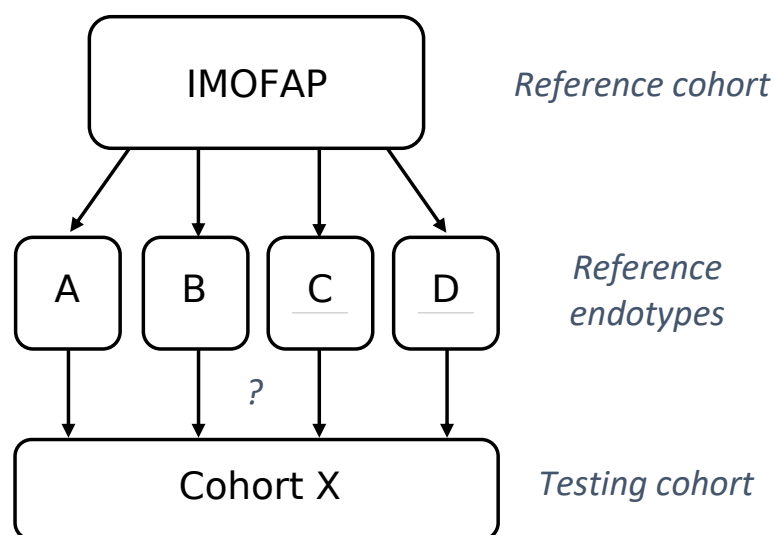 IMOFAP
Reference cohort
A
B
C
D
Reference
endotypes
?
Cohort X
Testing cohort